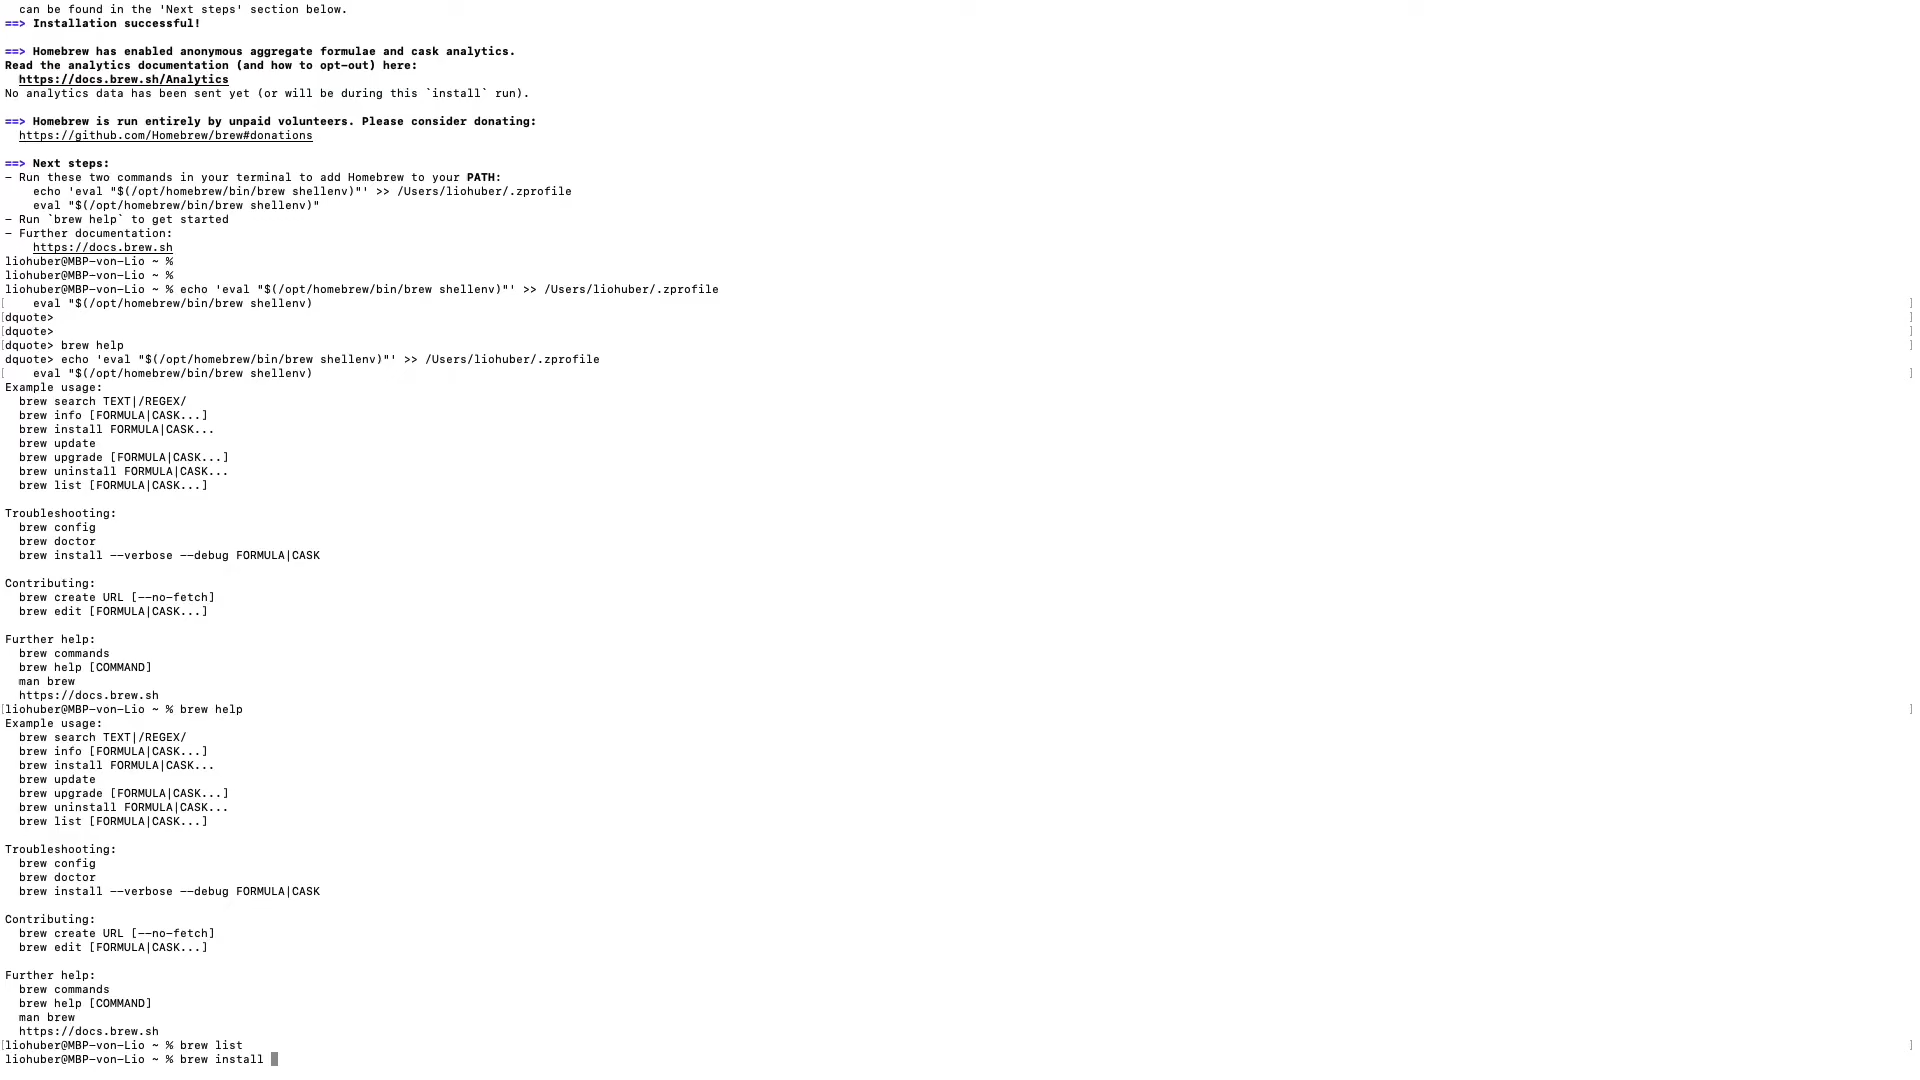 can be found in the 'Next steps' section below.
==> Installation successful!
==> Homebrew has enabled anonymous aggregate formulae and cask analytics.
Read the analytics documentation (and how to opt-out) here:
https://docs.brew.sh/Analytics
No analytics data has been sent yet (or will be during this `install` run).
==> Homebrew is run entirely by unpaid volunteers. Please consider donating:
https://github.com/Homebrew/brew#donations
==> Next steps:
- Run these two commands in your terminal to add Homebrew to your PATH:
echo 'eval "$(/opt/homebrew/bin/brew shellenv)"' >> /Users/liohuber/.zprofile
eval "$(/opt/homebrew/bin/brew shellenv)"
- Run `brew help` to get started
- Further documentation:
https://docs.brew.sh
liohuber@MBP-von-Lio ~ %
liohuber@MBP-von-Lio ~ %
liohuber@MBP-von-Lio ~ % echo 'eval "$(/opt/homebrew/bin/brew shellenv)"' >> /Users/liohuber/.zprofile
[    eval "$(/opt/homebrew/bin/brew shellenv) ]
[dquote> ]
[dquote> ]
[dquote> brew help ]
dquote> echo 'eval "$(/opt/homebrew/bin/brew shellenv)"' >> /Users/liohuber/.zprofile
[    eval "$(/opt/homebrew/bin/brew shellenv) ]
Example usage:
brew search TEXT|/REGEX/
brew info [FORMULA|CASK...]
brew install FORMULA|CASK...
brew update
brew upgrade [FORMULA|CASK...]
brew uninstall FORMULA|CASK...
brew list [FORMULA|CASK...]
Troubleshooting:
brew config
brew doctor
brew install --verbose --debug FORMULA|CASK
Contributing:
brew create URL [--no-fetch]
brew edit [FORMULA|CASK...]
Further help:
brew commands
brew help [COMMAND]
man brew
https://docs.brew.sh
[liohuber@MBP-von-Lio ~ % brew help ]
Example usage:
brew search TEXT|/REGEX/
brew info [FORMULA|CASK...]
brew install FORMULA|CASK...
brew update
brew upgrade [FORMULA|CASK...]
brew uninstall FORMULA|CASK...
brew list [FORMULA|CASK...]
Troubleshooting:
brew config
brew doctor
brew install --verbose --debug FORMULA|CASK
Contributing:
brew create URL [--no-fetch]
brew edit [FORMULA|CASK...]
Further help:
brew commands
brew help [COMMAND]
man brew
https://docs.brew.sh
[liohuber@MBP-von-Lio ~ % brew list ]
liohuber@MBP-von-Lio ~ % brew install